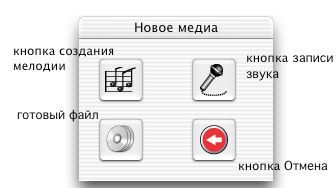 Новое медиа
кнопка создания
мелодии
кнопка записи
звука
готовый файл
кнопка Отмена